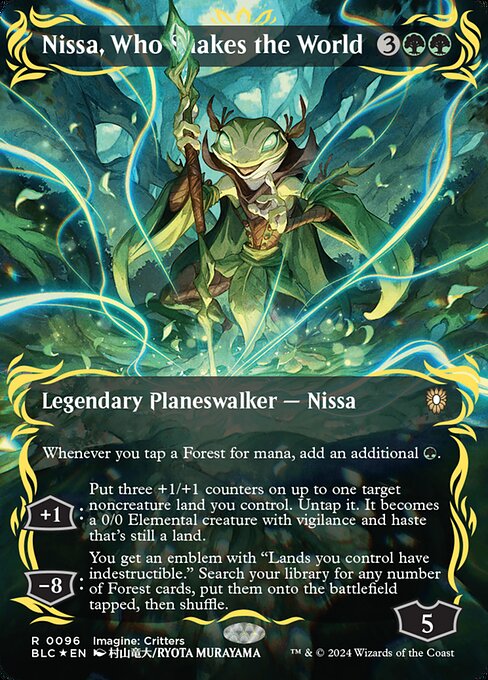 Nissa, Who Shakes the World 3
Legendary Planeswalker — Nissa
Whenever you tap a Forest for mana, add an additional .
+1: Put three +1/+1 counters on up to one target
noncreature land you control. Untap it. It becomes
a 0/0 Elemental creature with vigilance and haste
that's still a land.
−8: You get an emblem with “Lands you control have
indestructible.” Search your library for any number
of Forest cards, put them onto the battlefield
tapped, then shuffle.
5
R 0096 Imagine: Critters
BLC ★ EN 村山竜大/RYOTA MURAYAMA
™ & © 2024 Wizards of the Coast